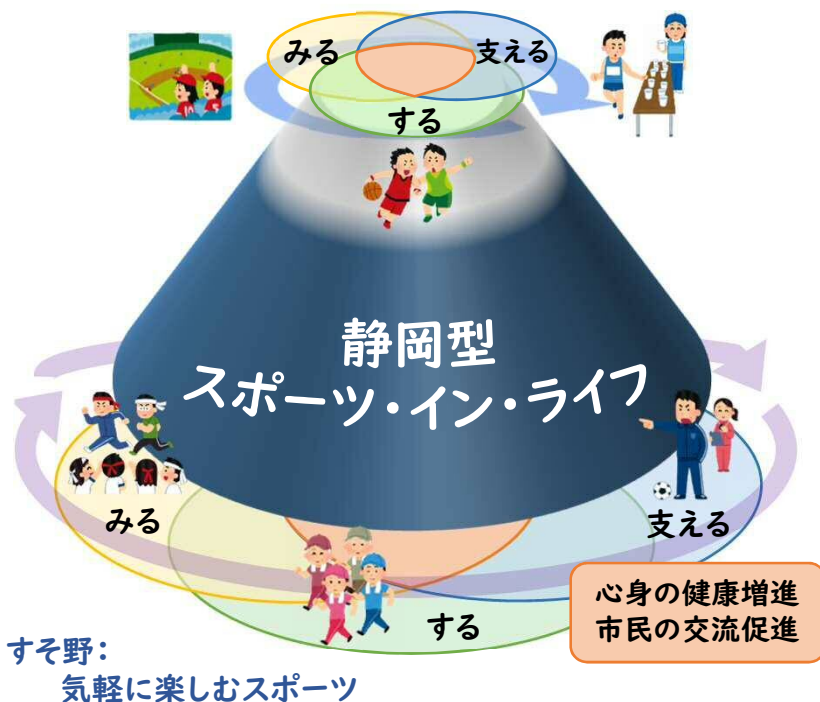 みる
支える
する
静岡型
スポーツ・イン・ライフ
みる
支える
する
心身の健康増進
市民の交流促進
すそ野：
気軽に楽しむスポーツ